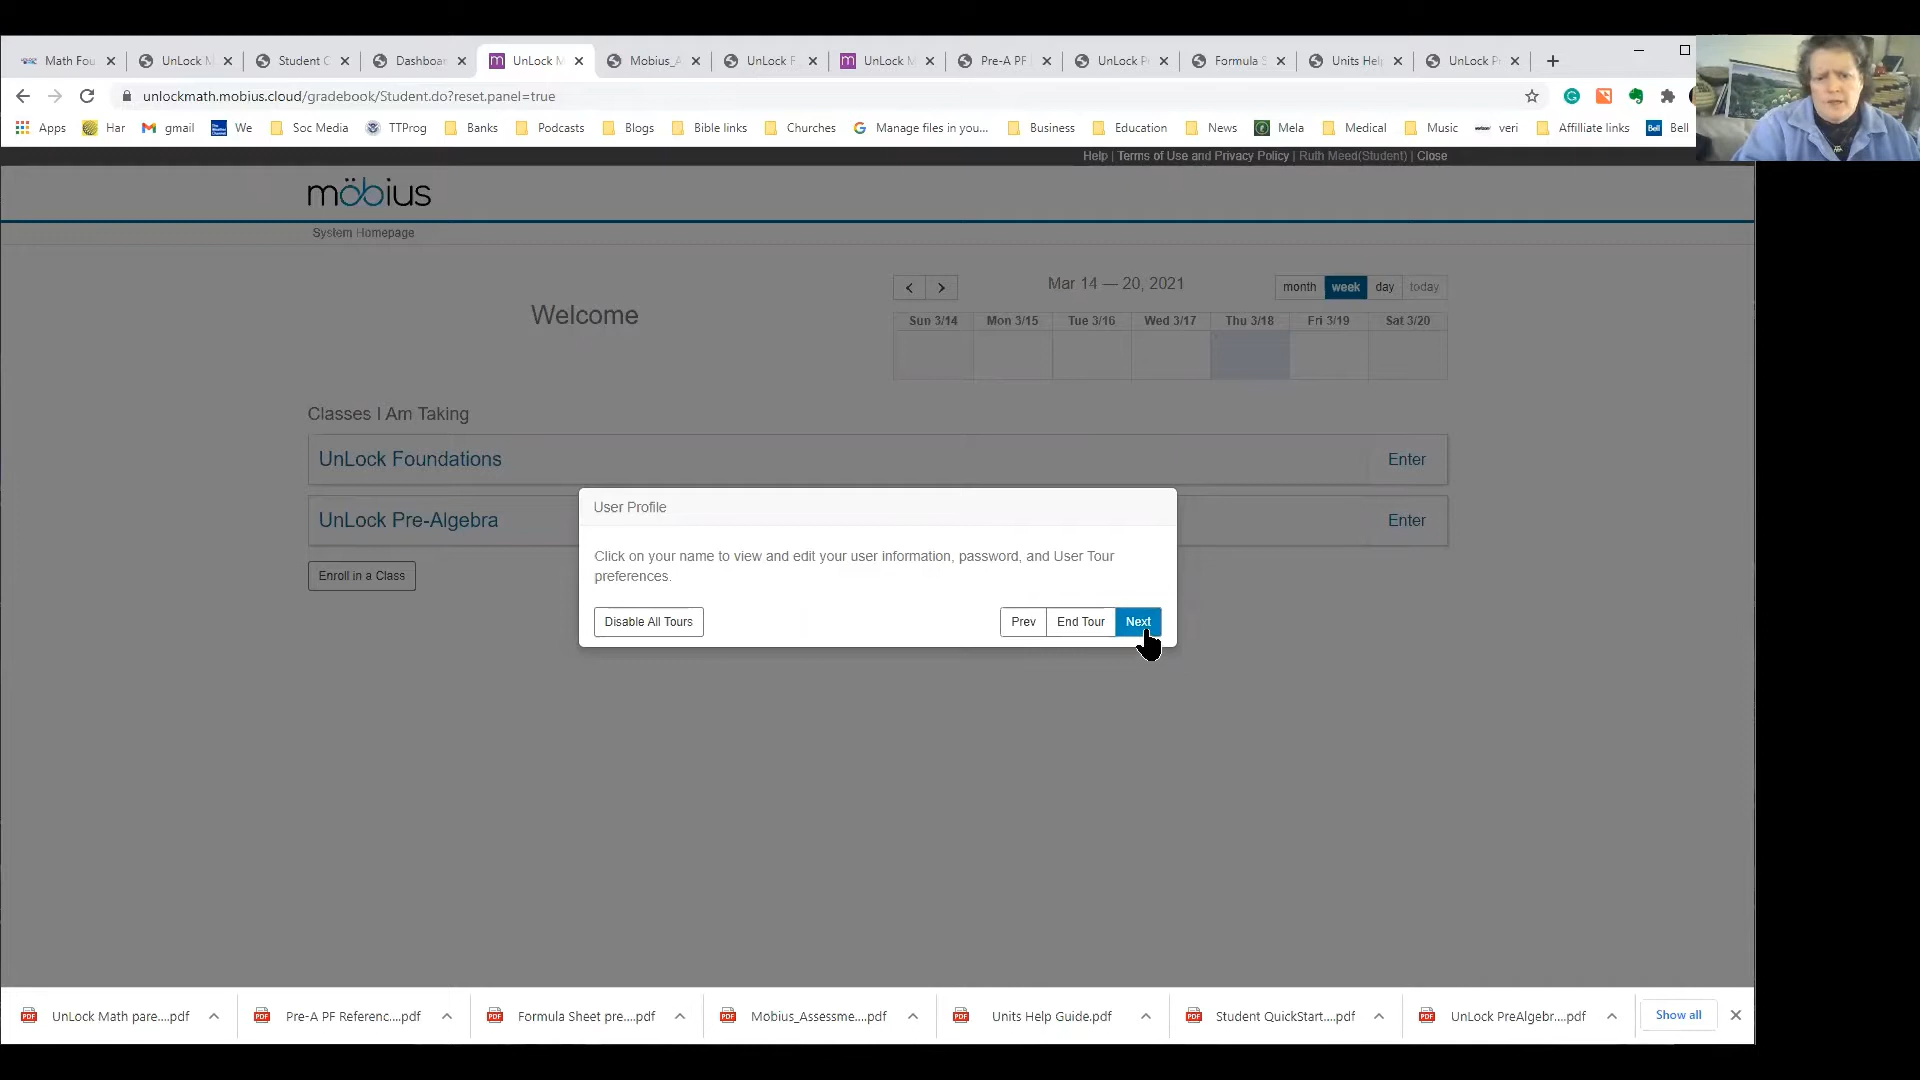 Math Fou
UnLock M
Student C
Dashboa
UnLock M
Mobius_A
UnLock F
UnLock M
Pre-A PF
UnLock P
Formula S
Units Hel
UnLock P
unlockmath.mobius.cloud/gradebook/Student.do?reset.panel=true
Apps
Har
gmail
We
Soc Media
TTProg
Banks
Podcasts
Blogs
Bible links
Churches
Manage files in you...
Business
Education
News
Mela
Medical
Music
veri
Affilliate links
Bell
Help | Terms of Use and Privacy Policy | Ruth Meed(Student) | Close
möbius
System Homepage
Mar 14 — 20, 2021
month
week
day
today
Welcome
Sun 3/14
Mon 3/15
Tue 3/16
Wed 3/17
Thu 3/18
Fri 3/19
Sat 3/20
Classes I Am Taking
UnLock Foundations
Enter
UnLock Pre-Algebra
Enter
Enroll in a Class
User Profile
Click on your name to view and edit your user information, password, and User Tour
preferences.
Disable All Tours
Prev
End Tour
Next
UnLock Math pare....pdf
Pre-A PF Referenc....pdf
Formula Sheet pre....pdf
Mobius_Assessme....pdf
Units Help Guide.pdf
Student QuickStart....pdf
UnLock PreAlgebr....pdf
Show all